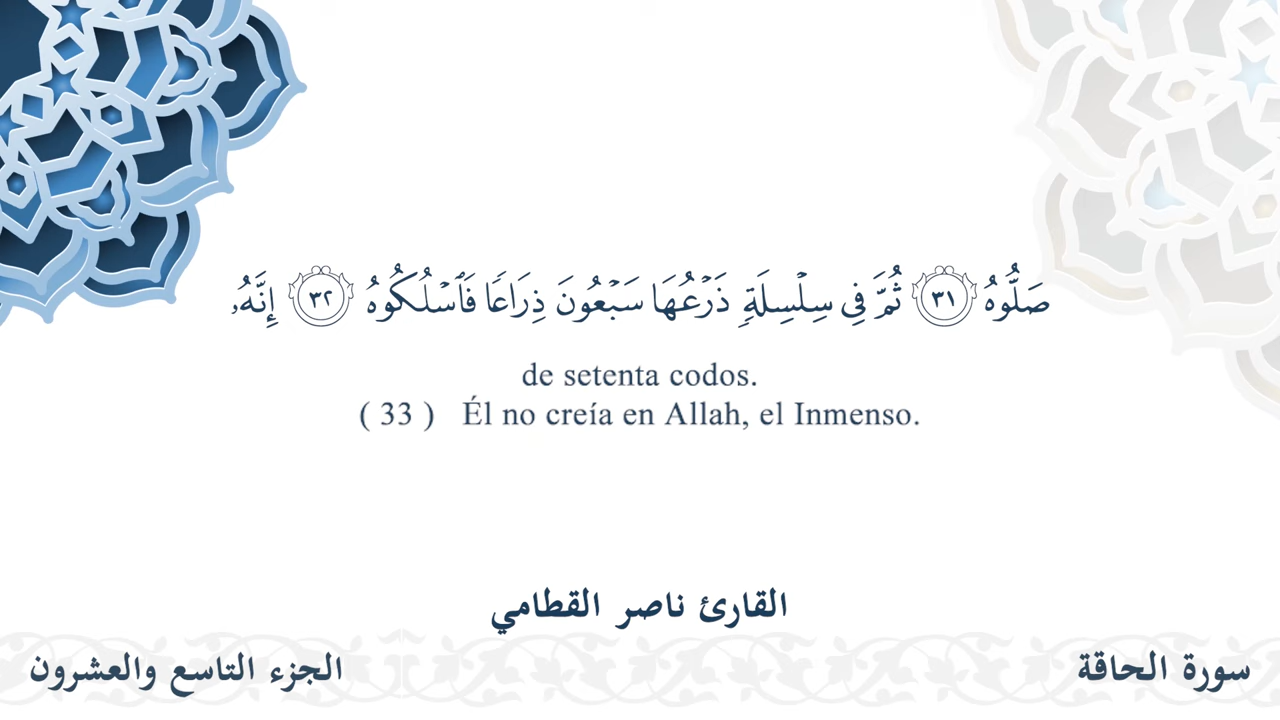 صَلُّوهُ ٣١ ثُمَّ فِي سِلْسِلَةٍ ذَرْعُهَا سَبْعُونَ ذِرَاعًا فَٱسْلُكُوهُ ٣٢ إِنَّهُۥ
de setenta codos.
( 33 ) Él no creía en Allah, el Inmenso.
القارئ ناصر القطامي
سورة الحاقة
الجزء التاسع والعشرون